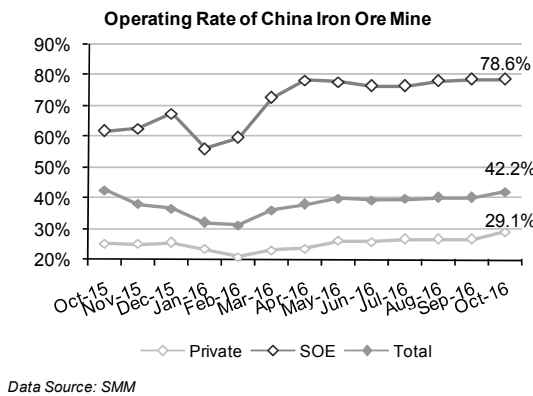 Operating Rate of China Iron Ore Mine
90%
80%
70%
60%
50%
40%
30%
20%
78.6%
42.2%
29.1%
Oct-15 Nov-15 Dec-15 Jan-16 Feb-16 Mar-16 Apr-16 May-16 Jun-16 Jul-16 Aug-16 Sep-16 Oct-16
Private SOE Total
Data Source: SMM